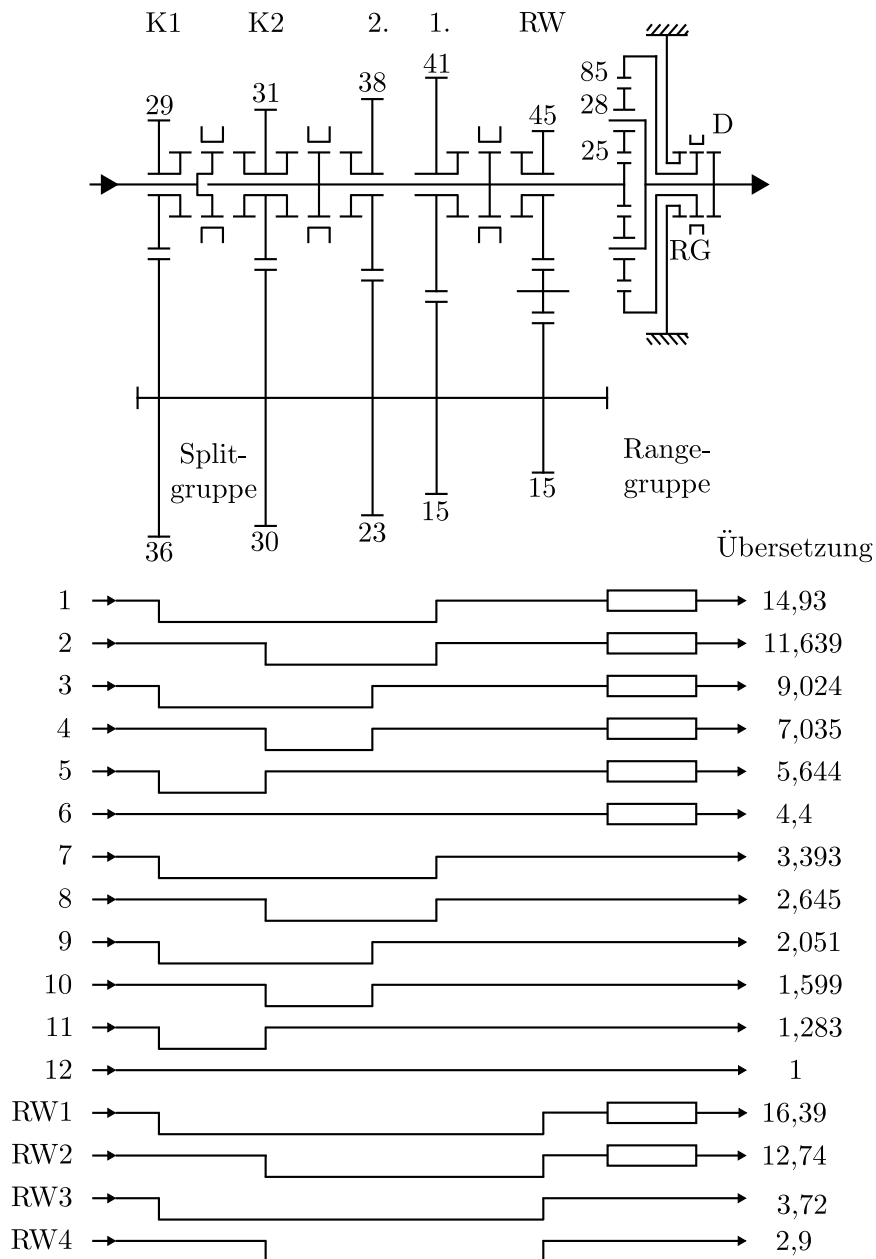 K1 K2 2. 1. RW
29 31 38 41 45 85
28
25
D
RG
Split-
gruppe
Range-
gruppe
36 30 23 15 15
Übersetzung
1 14,93
2 11,639
3 9,024
4 7,035
5 5,644
6 4,4
7 3,393
8 2,645
9 2,051
10 1,599
11 1,283
12 1
RW1 16,39
RW2 12,74
RW3 3,72
RW4 2,9